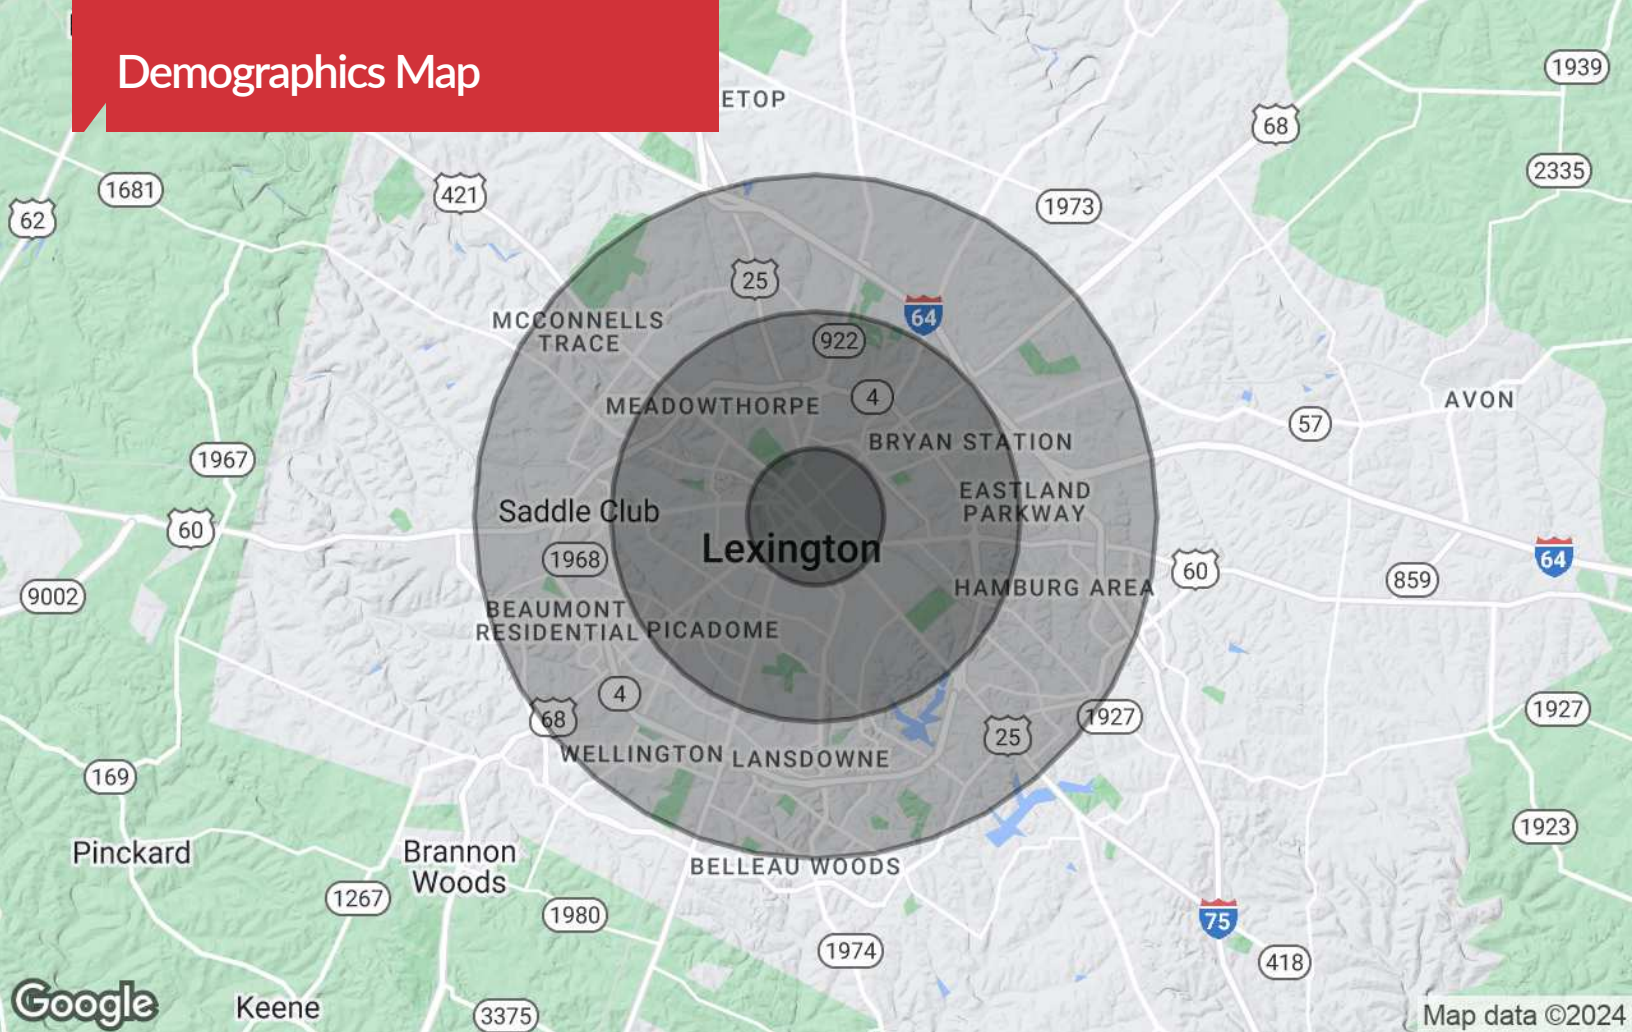 Demographics Map
ETOP
1939
68
1681
421
2335
62
1973
25
64
MCCONNELLS
TRACE
922
MEADOWTHORPE
4
AVON
57
BRYAN STATION
1967
EASTLAND
PARKWAY
Saddle Club
60
Lexington
1968
60
64
859
9002
HAMBURG AREA
BEAUMONT
RESIDENTIAL
PICADOME
4
68
1927
1927
25
WELLINGTON
LANSDOWNE
169
1923
Pinckard
Brannon
Woods
BELLEAU WOODS
1267
1980
75
1974
418
Google
Keene
3375
Map data ©2024